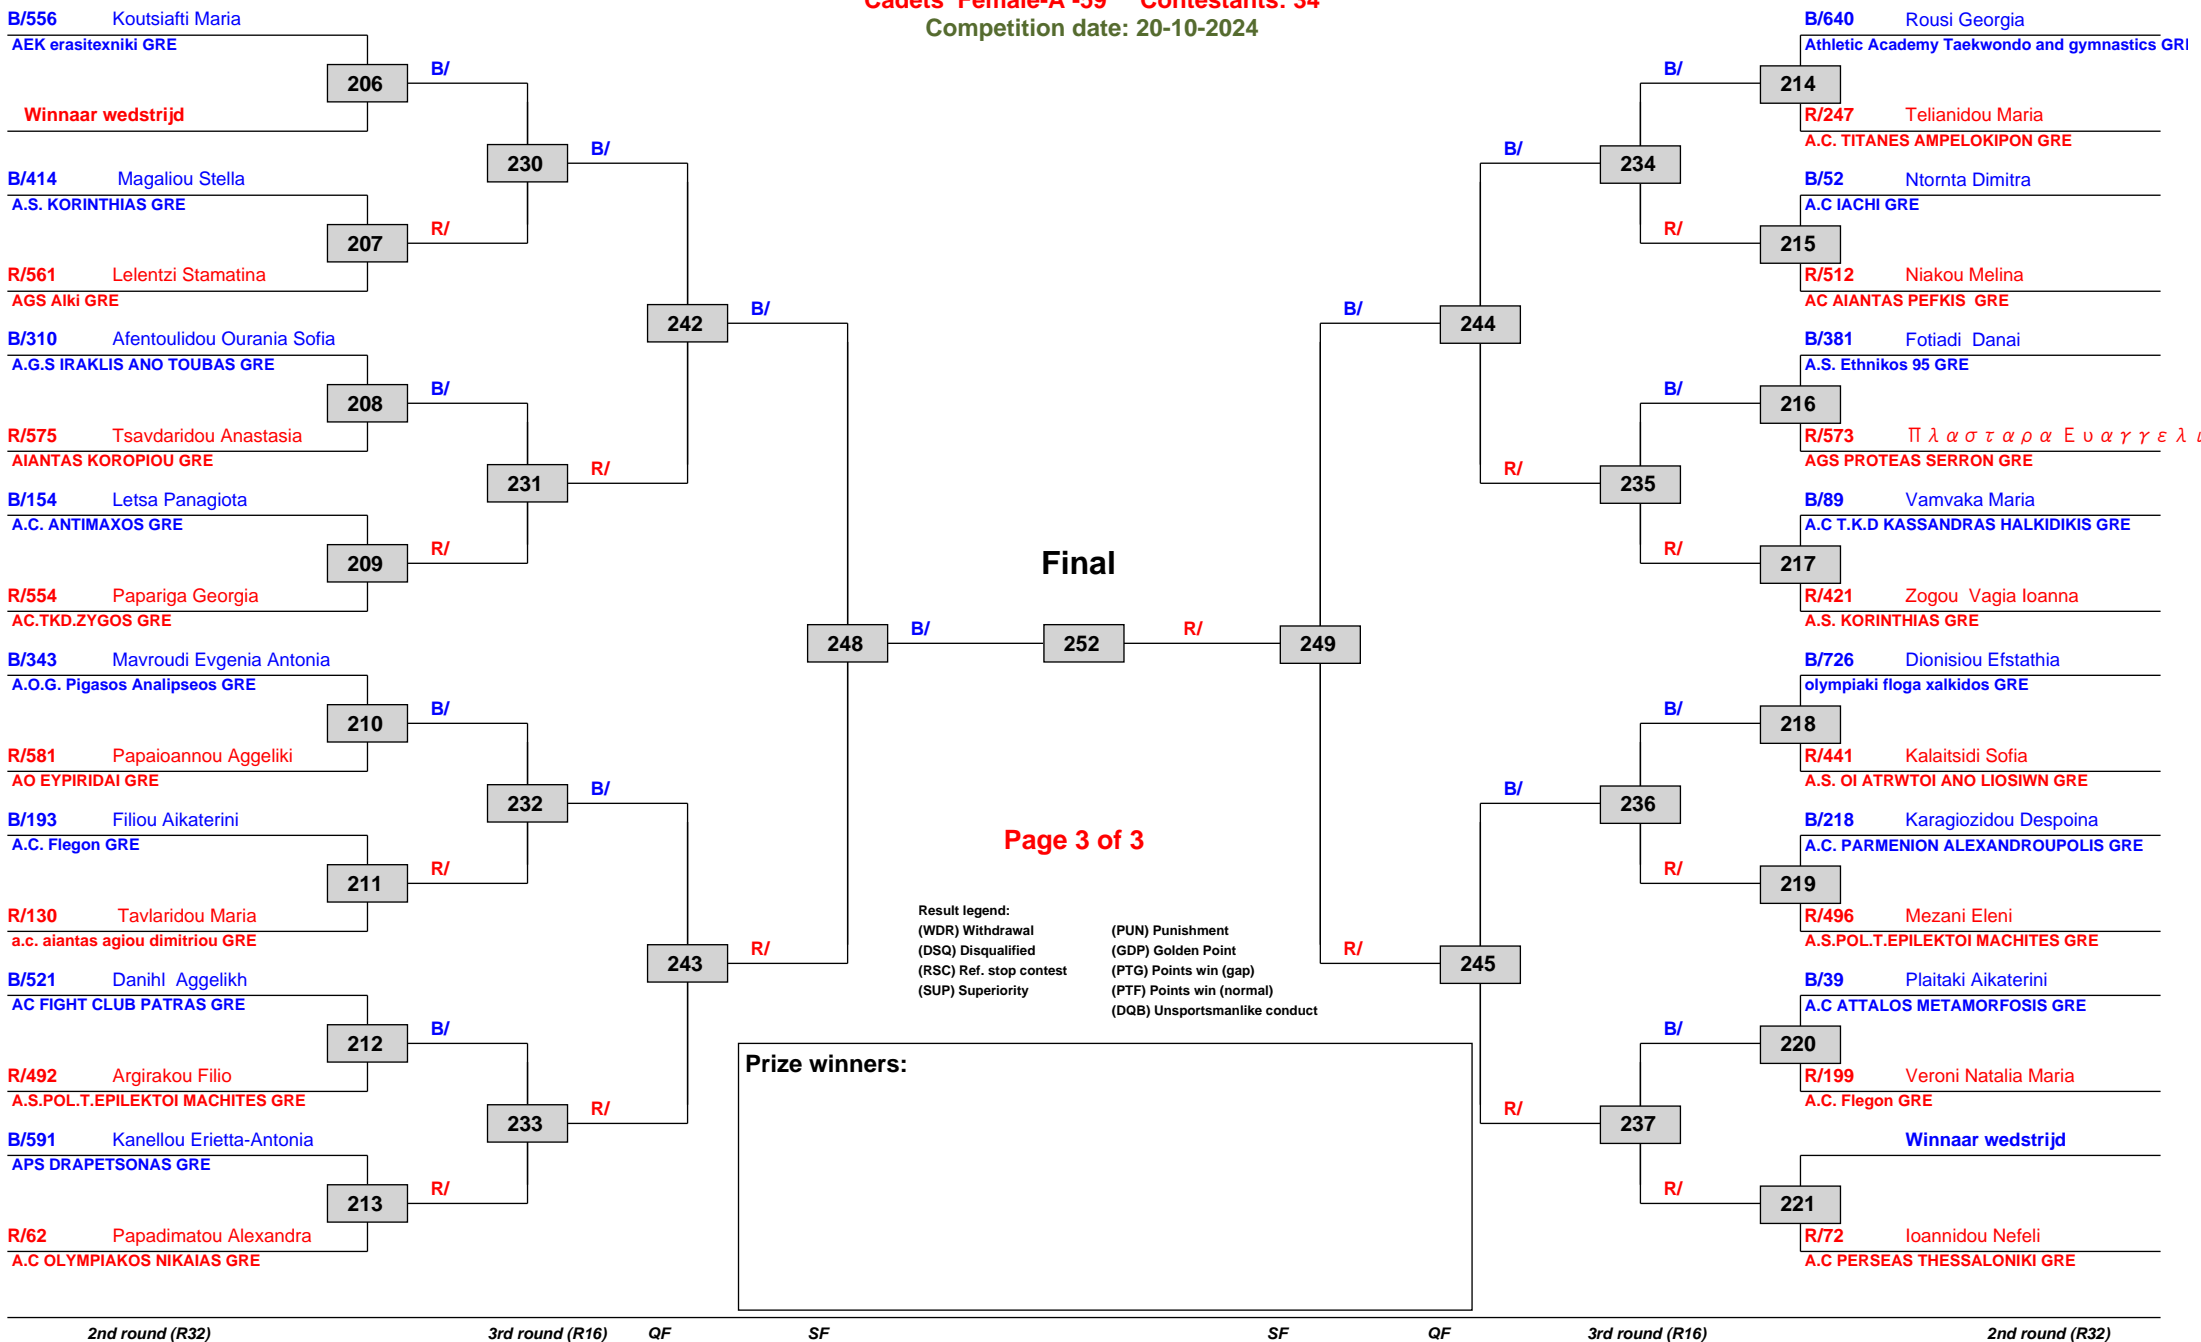 Cadets Female-A -59 Contestants: 34
Competition date: 20-10-2024
B/556 Koutsiafti Maria
AEK erasitexniki GRE
206
B/
Winnaar wedstrijd
230
B/
B/414 Magaliou Stella
A.S. KORINTHIAS GRE
207
R/
R/561 Lelentzi Stamatina
AGS Alki GRE
242
B/
B/310 Afentoulidou Ourania Sofia
A.G.S IRAKLIS ANO TOUBAS GRE
208
B/
R/575 Tsavdaridou Anastasia
AIANTAS KOROPIOU GRE
231
R/
B/154 Letsa Panagiota
A.C. ANTIMAXOS GRE
209
R/
R/554 Papariga Georgia
AC.TKD.ZYGOS GRE
248
B/
B/343 Mavroudi Evgenia Antonia
A.O.G. Pigasos Analipseos GRE
210
B/
R/581 Papaioannou Aggeliki
AO EYPIRIDAI GRE
232
B/
B/193 Filiou Aikaterini
A.C. Flegon GRE
211
R/
R/130 Tavlaridou Maria
a.c. aiantas agiou dimitriou GRE
243
R/
B/521 Danihl Aggelikh
AC FIGHT CLUB PATRAS GRE
212
B/
R/492 Argirakou Filio
A.S.POL.T.EPILEKTOI MACHITES GRE
233
R/
B/591 Kanellou Erietta-Antonia
APS DRAPETSONAS GRE
213
R/
R/62 Papadimatou Alexandra
A.C OLYMPIAKOS NIKAIAS GRE
Final
252
R/
249
Page 3 of 3
Result legend:
(WDR) Withdrawal (PUN) Punishment
(DSQ) Disqualified (GDP) Golden Point
(RSC) Ref. stop contest (PTG) Points win (gap)
(SUP) Superiority (PTF) Points win (normal)
(DQB) Unsportsmanlike conduct
Prize winners:
B/640 Rousi Georgia
Athletic Academy Taekwondo and gymnastics GRE
B/
214
R/247 Telianidou Maria
A.C. TITANES AMPELOKIPON GRE
B/
234
B/52 Ntornta Dimitra
A.C IACHI GRE
R/
215
R/512 Niakou Melina
AC AIANTAS PEFKIS GRE
B/
244
B/381 Fotiadi Danai
A.S. Ethnikos 95 GRE
B/
216
R/573 Πλασταρα Ευαγγελι
AGS PROTEAS SERRON GRE
R/
235
B/89 Vamvaka Maria
A.C T.K.D KASSANDRAS HALKIDIKIS GRE
R/
217
R/421 Zogou Vagia Ioanna
A.S. KORINTHIAS GRE
B/726 Dionisiou Efstathia
olympiaki floga xalkidos GRE
B/
218
R/441 Kalaitsidi Sofia
A.S. OI ATRWTOI ANO LIOSIWN GRE
B/
236
B/218 Karagiozidou Despoina
A.C. PARMENION ALEXANDROUPOLIS GRE
R/
219
R/496 Mezani Eleni
A.S.POL.T.EPILEKTOI MACHITES GRE
R/
245
B/39 Plaitaki Aikaterini
A.C ATTALOS METAMORFOSIS GRE
B/
220
R/199 Veroni Natalia Maria
A.C. Flegon GRE
R/
237
Winnaar wedstrijd
R/
221
R/72 Ioannidou Nefeli
A.C PERSEAS THESSALONIKI GRE
2nd round (R32) 3rd round (R16) QF SF SF QF 3rd round (R16) 2nd round (R32)